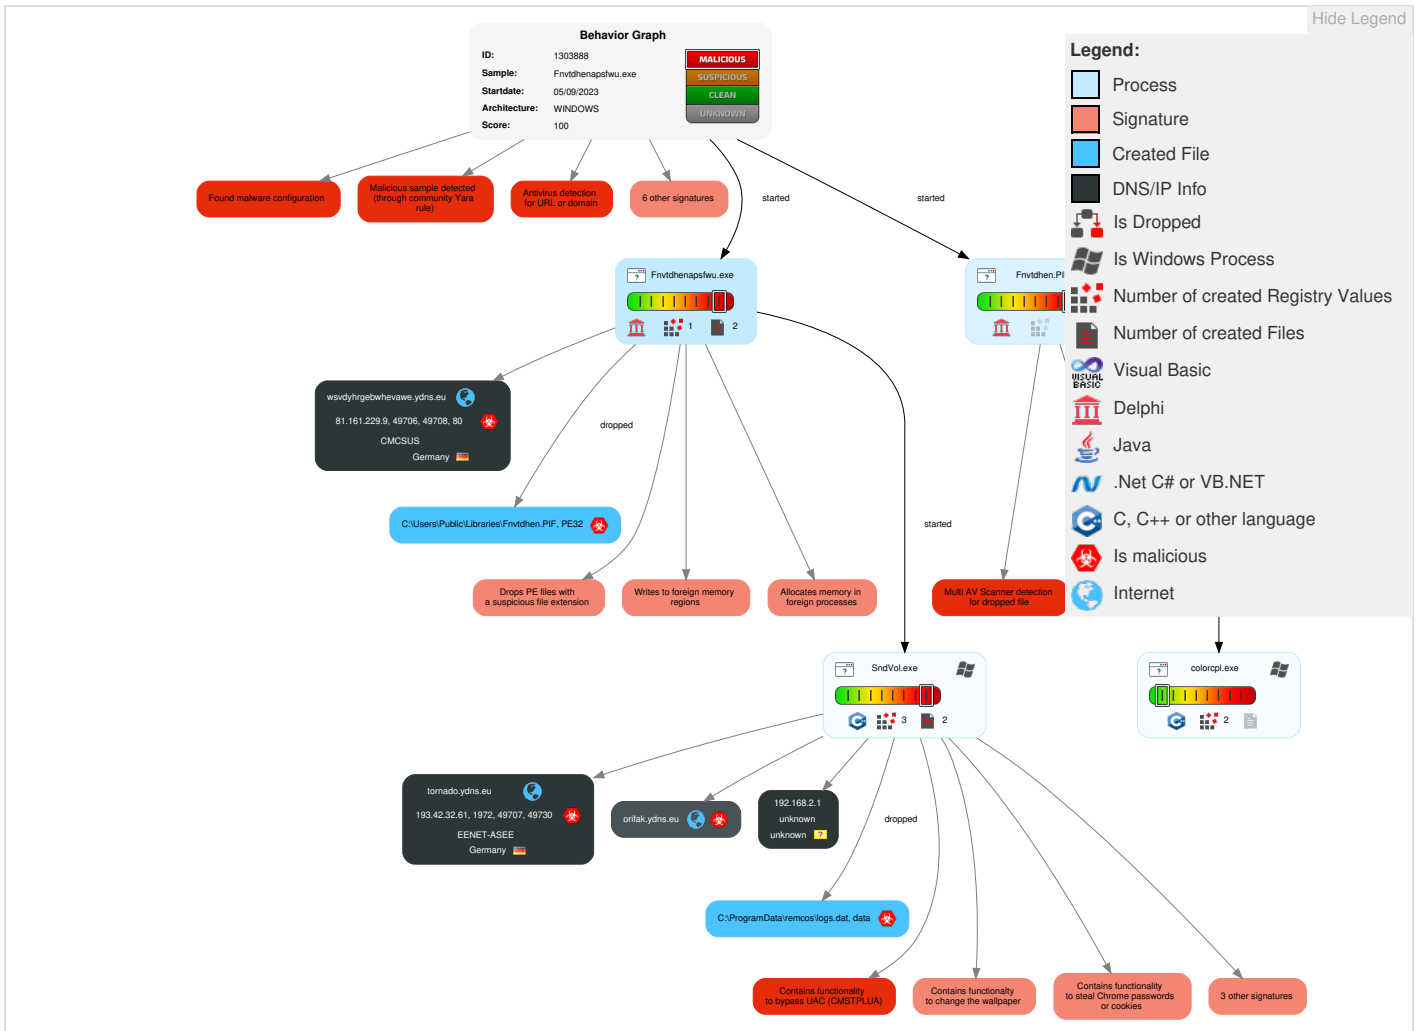 Hide Legend
Behavior Graph
ID: 1303888
Sample: Fnvtdhenapsfwu.exe
Startdate: 05/09/2023
Architecture: WINDOWS
Score: 100
MALICIOUS
SUSPICIOUS
CLEAN
UNKNOWN
Legend:
Process
Signature
Created File
DNS/IP Info
Is Dropped
Is Windows Process
Number of created Registry Values
Number of created Files
Visual Basic
Delphi
Java
.Net C# or VB.NET
C, C++ or other language
Is malicious
Internet
VISUAL
BASIC
Found malware configuration
Malicious sample detected
(through community Yara
rule)
Antivirus detection
for URL or domain
6 other signatures
started
started
Fnvtdhenapsfwu.exe
1
2
Fnvtdhen.PI
wsvdyhrgebwhevawe.ydns.eu
81.161.229.9, 49706, 49708, 80
CMCSUS
Germany
dropped
C:\Users\Public\Libraries\Fnvtdhen.PIF, PE32
started
Drops PE files with
a suspicious file extension
Writes to foreign memory
regions
Allocates memory in
foreign processes
Multi AV Scanner detection
for dropped file
SndVol.exe
3
2
colorcpl.exe
2
tornado.ydns.eu
193.42.32.61, 1972, 49707, 49730
EENET-ASEE
Germany
orifak.ydns.eu
192.168.2.1
unknown
unknown
dropped
C:\ProgramData\remcos\logs.dat, data
Contains functionality
to bypass UAC (CMSTPLUA)
Contains functionalty
to change the wallpaper
Contains functionality
to steal Chrome passwords
or cookies
3 other signatures